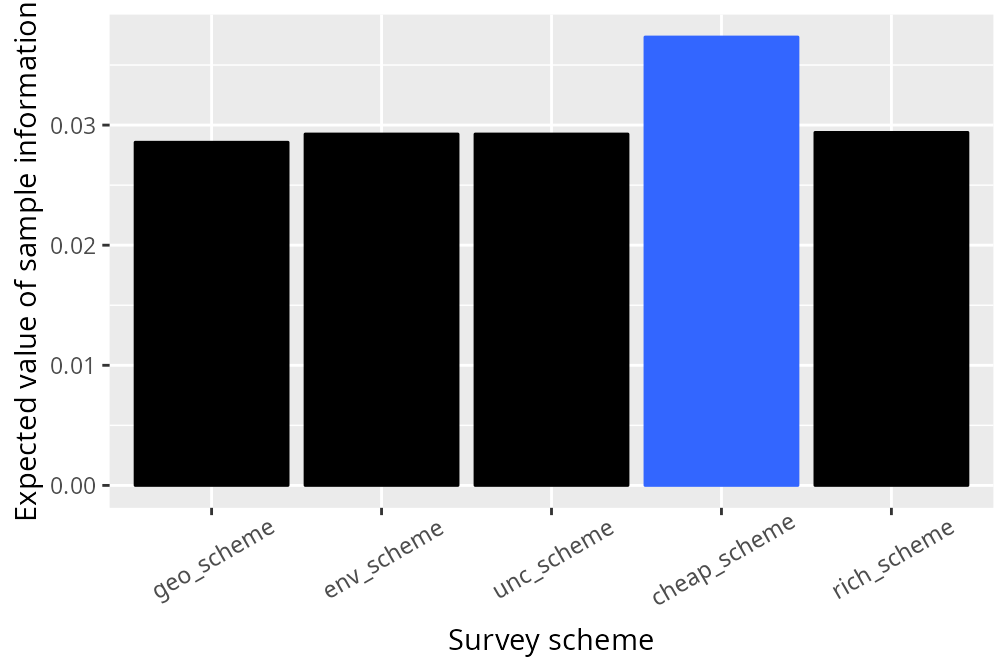 Expected value of sample information
0.03
0.02
0.01
0.00
geo_scheme
env_scheme
unc_scheme
cheap_scheme
rich_scheme
Survey scheme